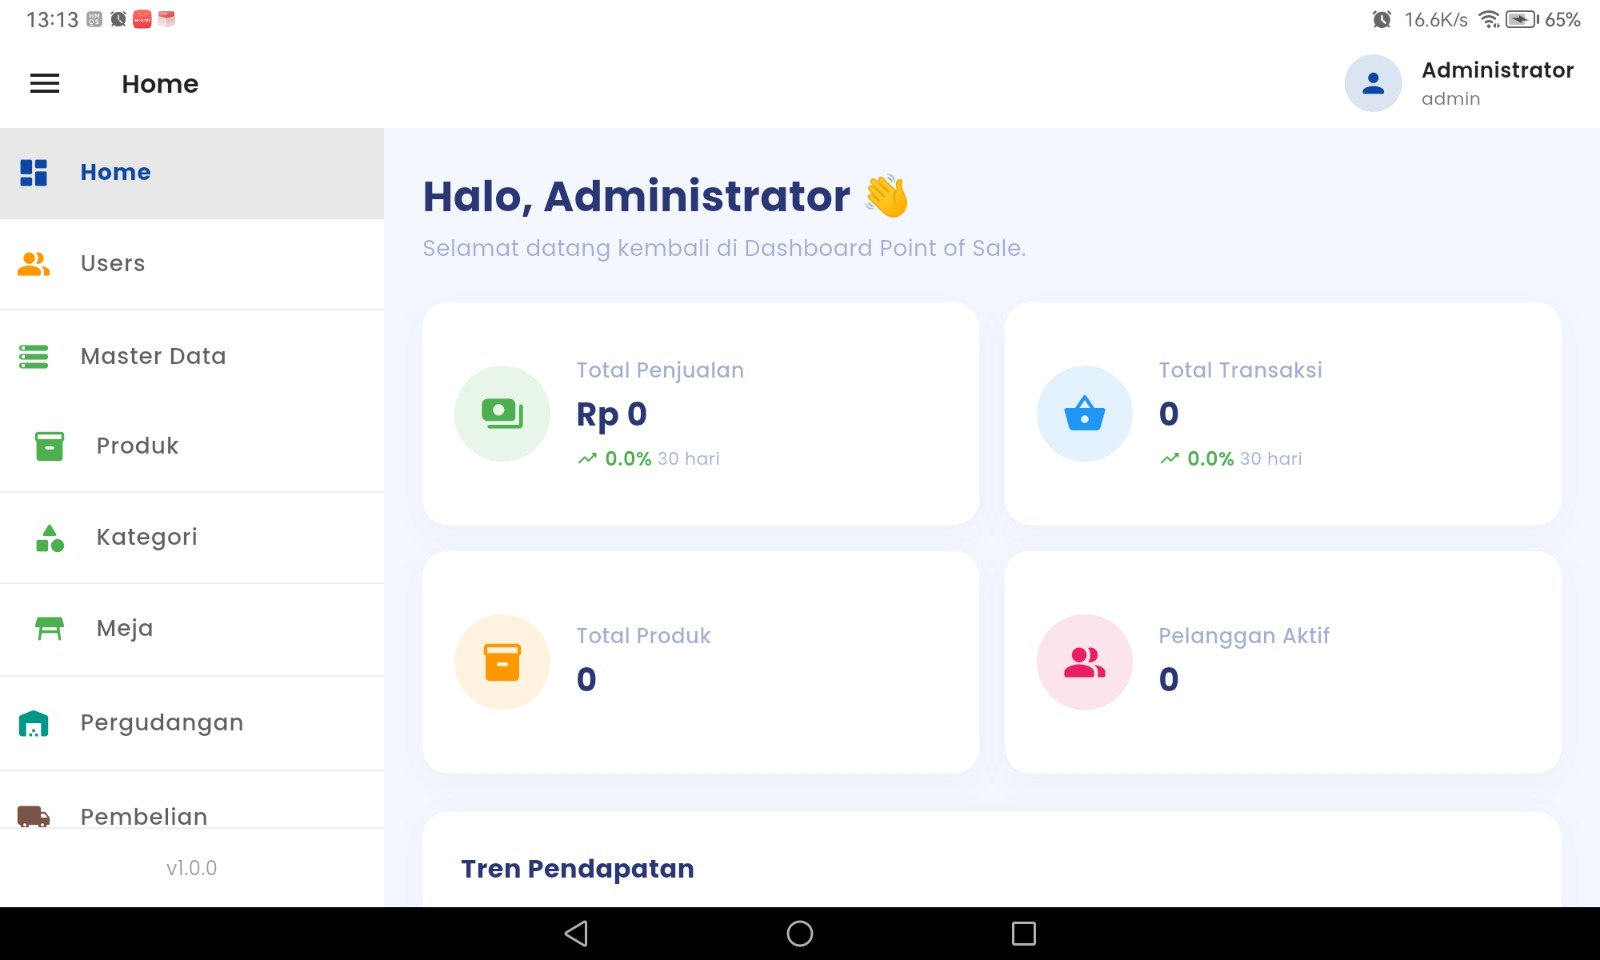 13:13
16.6K/s
65%
Home
Administrator
admin
Home
Users
Master Data
Produk
Kategori
Meja
Pergudangan
Pembelian
v1.0.0
Halo, Administrator 👋
Selamat datang kembali di Dashboard Point of Sale.
Total Penjualan
Rp 0
0.0% 30 hari
Total Transaksi
0
0.0% 30 hari
Total Produk
0
Pelanggan Aktif
0
Tren Pendapatan